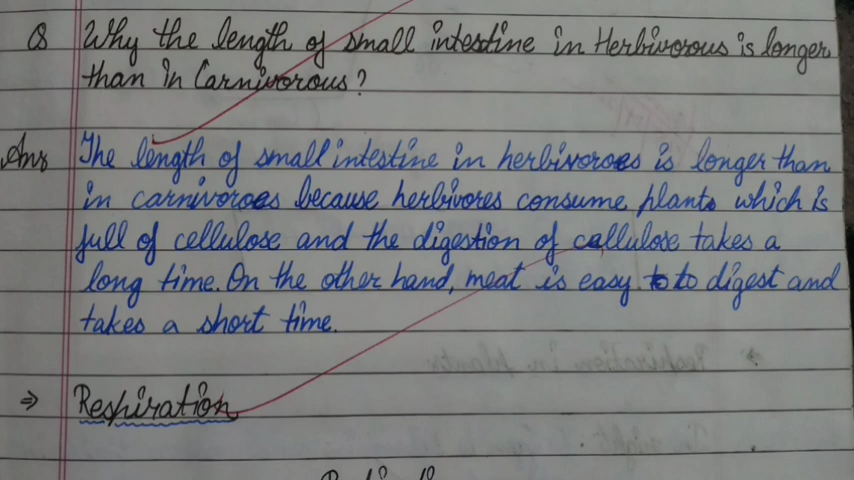 Q Why the length of small intestine in Herbivorous is longer
than in Carnivorous?
Ans The length of small intestine in herbivoroes is longer than
in carnivoroes because herbivores consume plants which is
full of cellulose and the digestion of cellulose takes a
long time. On the other hand, meat is easy to to digest and
takes a short time.
⇒ Respiration